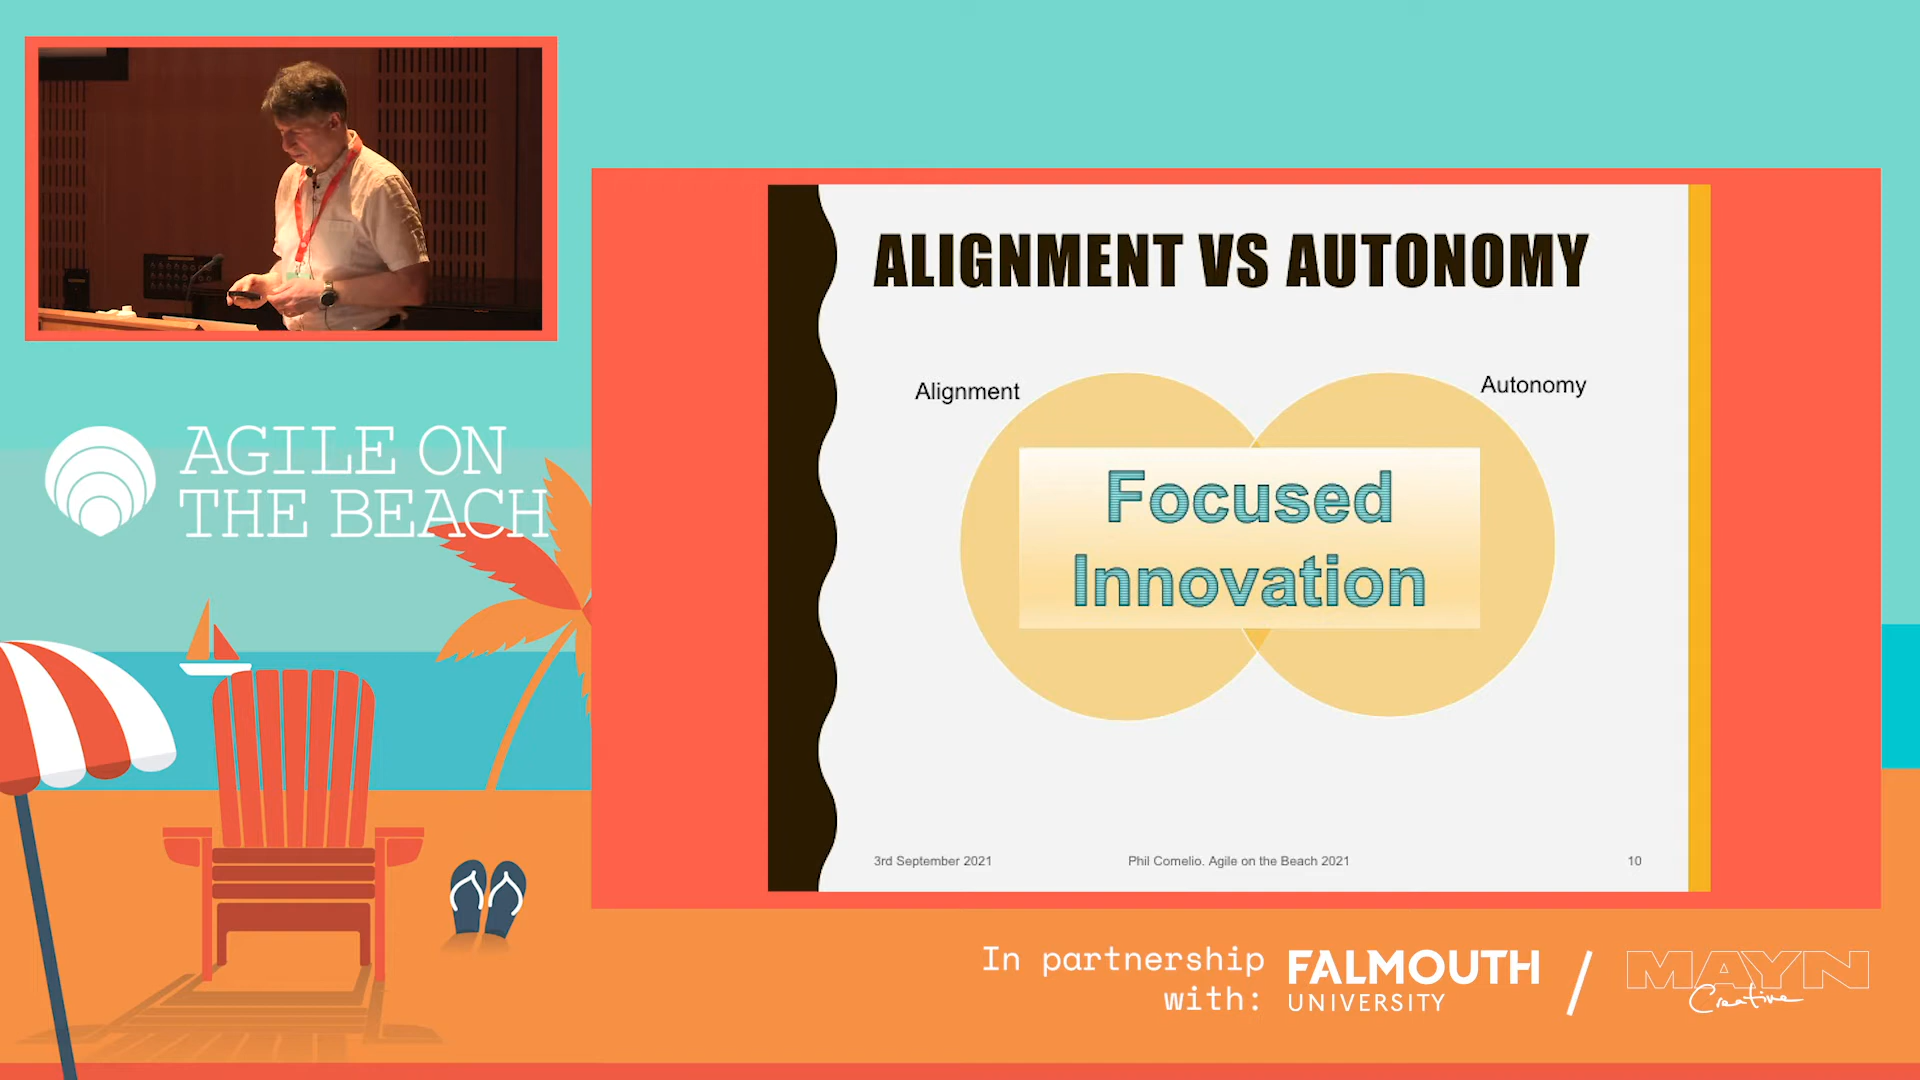 AGILE ON
THE BEACH
ALIGNMENT VS AUTONOMY
Alignment
Autonomy
Focused
Innovation
3rd September 2021
Phil Comelio. Agile on the Beach 2021
10
In partnership
with:
FALMOUTH
UNIVERSITY
/
MAYN
Creative